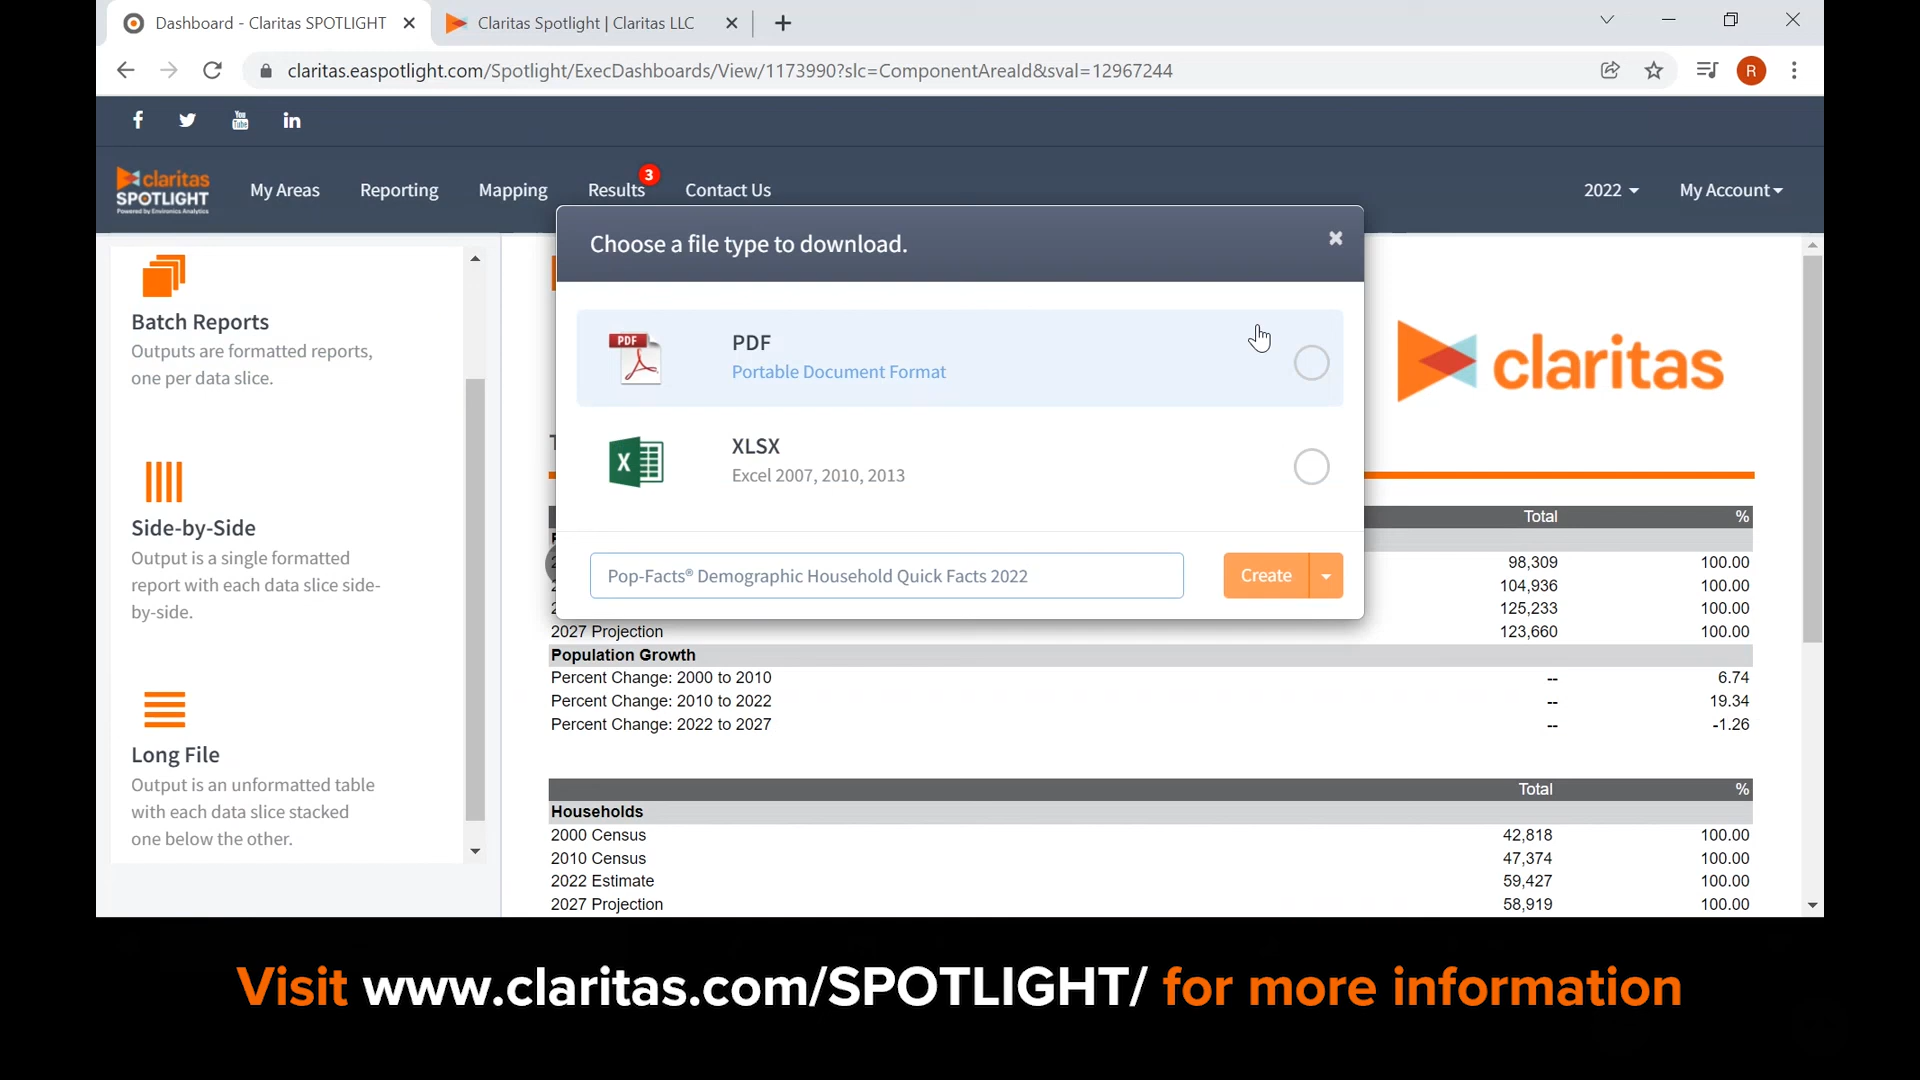 Dashboard - Claritas SPOTLIGHT
Claritas Spotlight | Claritas LLC
claritas.easpotlight.com/Spotlight/ExecDashboards/View/1173990?slc=ComponentAreaId&sval=12967244
R
You Tube
claritas SPOTLIGHT
Powered by Environics Analytics
My Areas
Reporting
Mapping
Results
3
Contact Us
2022
My Account
Batch Reports
Outputs are formatted reports,
one per data slice.
Side-by-Side
Output is a single formatted
report with each data slice side-
by-side.
Long File
Output is an unformatted table
with each data slice stacked
one below the other.
Choose a file type to download.
PDF
PDF
Portable Document Format
X
XLSX
Excel 2007, 2010, 2013
Pop-Facts® Demographic Household Quick Facts 2022
Create
claritas
Total %
98,309 100.00
104,936 100.00
125,233 100.00
2027 Projection 123,660 100.00
Population Growth
Percent Change: 2000 to 2010 -- 6.74
Percent Change: 2010 to 2022 -- 19.34
Percent Change: 2022 to 2027 -- -1.26
Total %
Households
2000 Census 42,818 100.00
2010 Census 47,374 100.00
2022 Estimate 59,427 100.00
2027 Projection 58,919 100.00
Visit www.claritas.com/SPOTLIGHT/ for more information